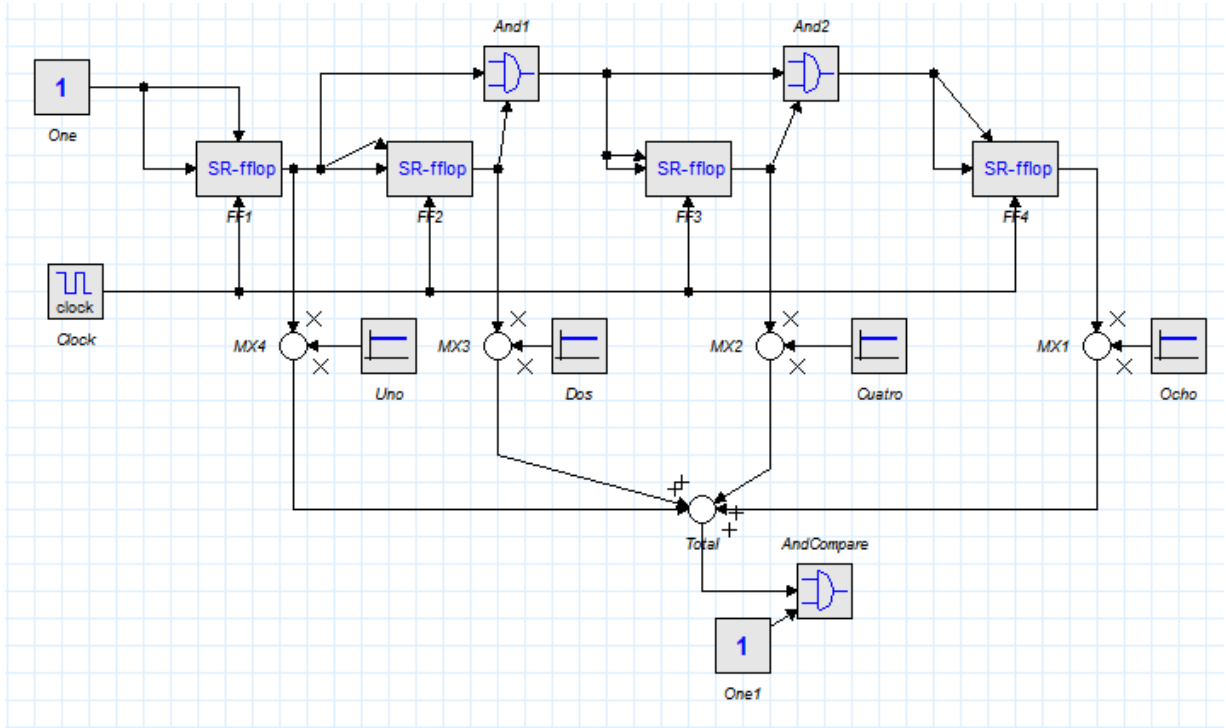 And1
And2
1
One
SR-fflop
SR-fflop
SR-fflop
SR-fflop
FF1
FF2
FF3
FF4
clock
Clock
MX4
MX3
MX2
MX1
Uno
Dos
Cuatro
Ocho
Total
AndCompare
1
One1